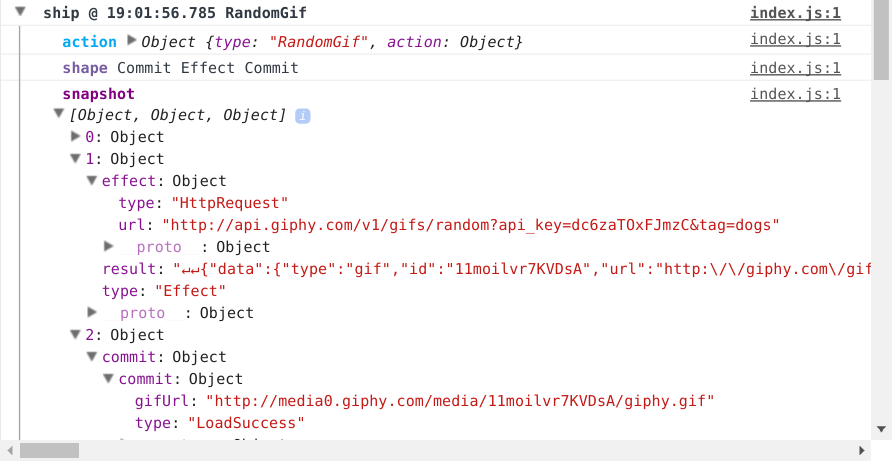 ship @ 19:01:56.785 RandomGif index.js:1
action Object {type: "RandomGif", action: Object} index.js:1
shape Commit Effect Commit index.js:1
snapshot index.js:1
[Object, Object, Object] i
0: Object
1: Object
effect: Object
type: "HttpRequest"
url: "http://api.giphy.com/v1/gifs/random?api_key=dc6zaTOxFJmzC&tag=dogs"
proto : Object
result: "↵↵{"data":{"type":"gif","id":"11moilvr7KVDsA","url":"http:\/\/giphy.com\/gif
type: "Effect"
proto : Object
2: Object
commit: Object
commit: Object
gifUrl: "http://media0.giphy.com/media/11moilvr7KVDsA/giphy.gif"
type: "LoadSuccess"